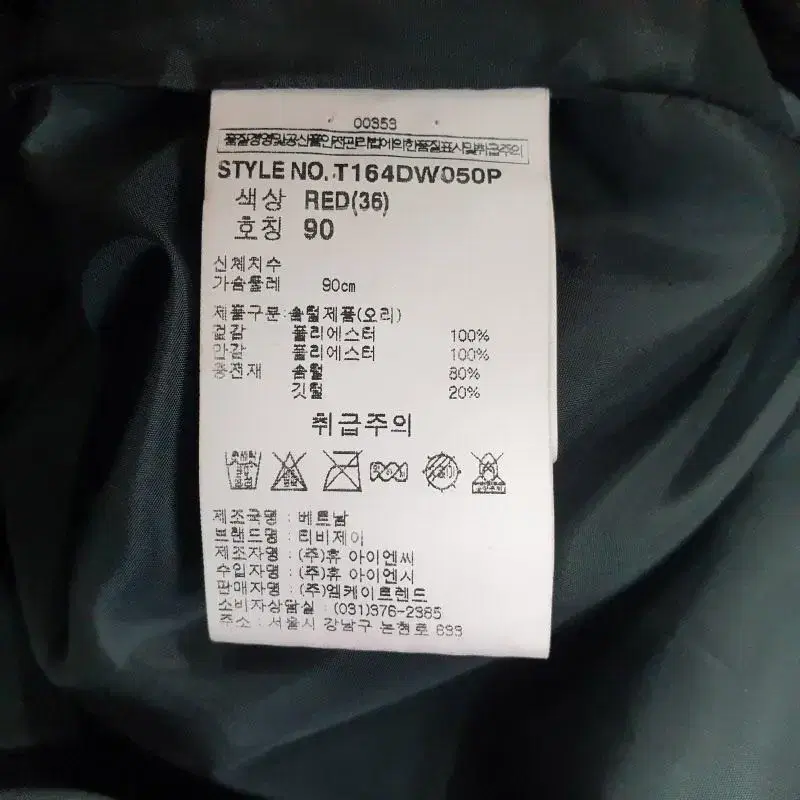 00353
품질경영및공산품안전관리법에의한품질표시및취급주의
STYLE NO. T164DW050P
색상 RED(36)
호칭 90
신체치수
가슴둘레 90cm
제품구분:솜털제품(오리)
겉감 폴리에스터 100%
안감 폴리에스터 100%
충전재 솜털 80%
깃털 20%
취급주의
제조국명 : 베트남
브랜드명 : 티비제이
제조자명 : (주)휴 아이엔씨
수입자명 : (주)휴 아이엔시
판매자명 : (주)엠케이트렌드
소비자상담실 : (031)376-2385
주소 : 서울시 강남구 논현로 633